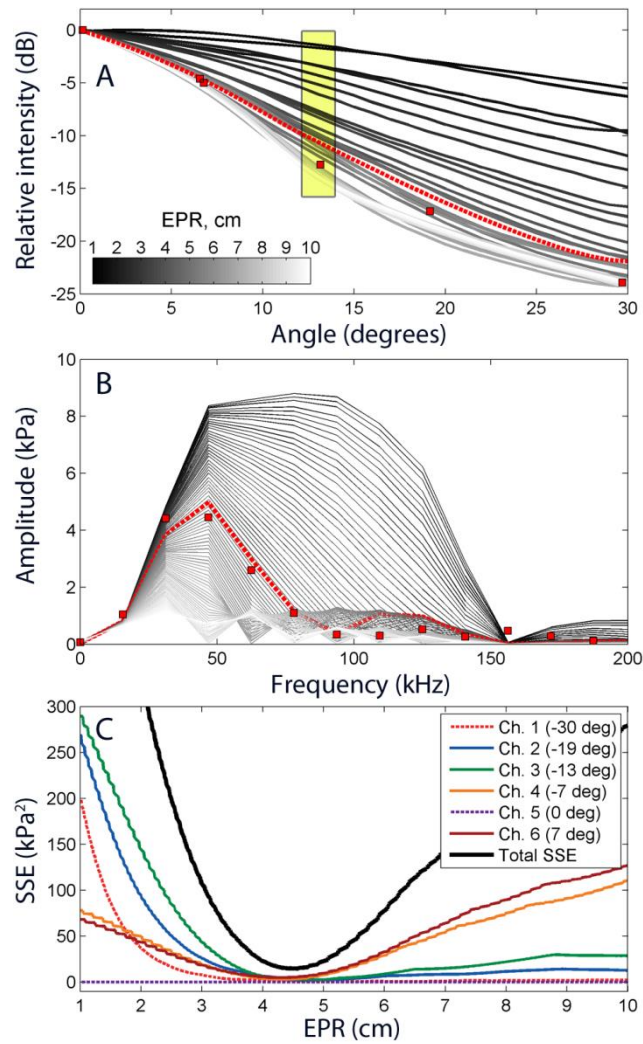 0
-5
-10
-15
-20
-25
A
Relative intensity (dB)
EPR, cm
1 2 3 4 5 6 7 8 9 10
0 5 10 15 20 25 30
Angle (degrees)
10
8
6
4
2
0
B
Amplitude (kPa)
0 50 100 150 200
Frequency (kHz)
300
250
200
150
100
50
0
C
SSE (kPa²)
Ch. 1 (-30 deg)
Ch. 2 (-19 deg)
Ch. 3 (-13 deg)
Ch. 4 (-7 deg)
Ch. 5 (0 deg)
Ch. 6 (7 deg)
Total SSE
1 2 3 4 5 6 7 8 9 10
EPR (cm)